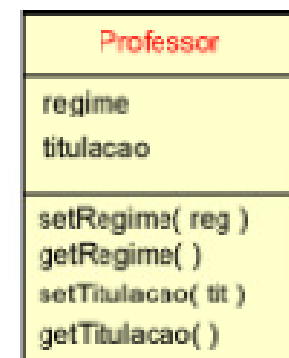 Professor
regime
titulacao
setRegime( reg )
getRegime( )
setTitulacao( tit )
getTitulacao( )